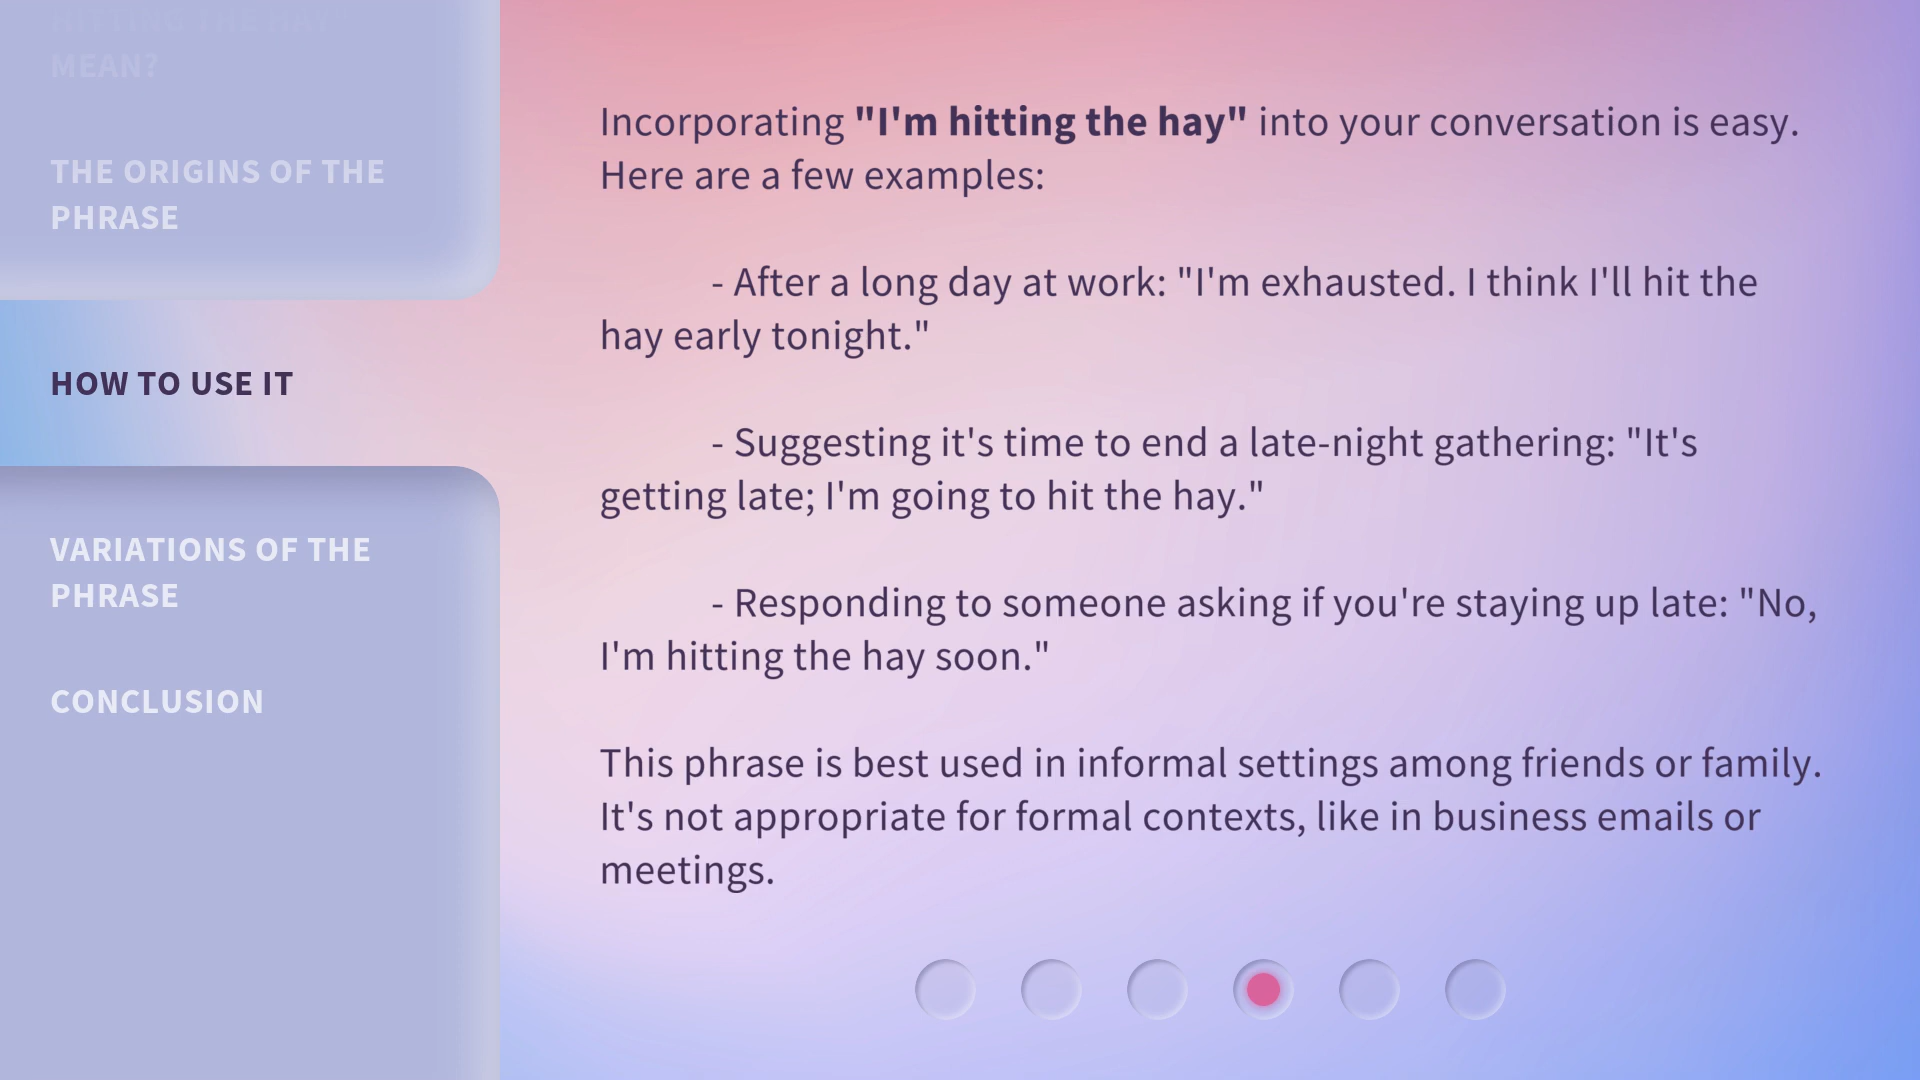 HITTING THE HAY
MEAN?
THE ORIGINS OF THE
PHRASE
HOW TO USE IT
VARIATIONS OF THE
PHRASE
CONCLUSION
Incorporating "I'm hitting the hay" into your conversation is easy.
Here are a few examples:
- After a long day at work: "I'm exhausted. I think I'll hit the
hay early tonight."
- Suggesting it's time to end a late-night gathering: "It's
getting late; I'm going to hit the hay."
- Responding to someone asking if you're staying up late: "No,
I'm hitting the hay soon."
This phrase is best used in informal settings among friends or family.
It's not appropriate for formal contexts, like in business emails or
meetings.